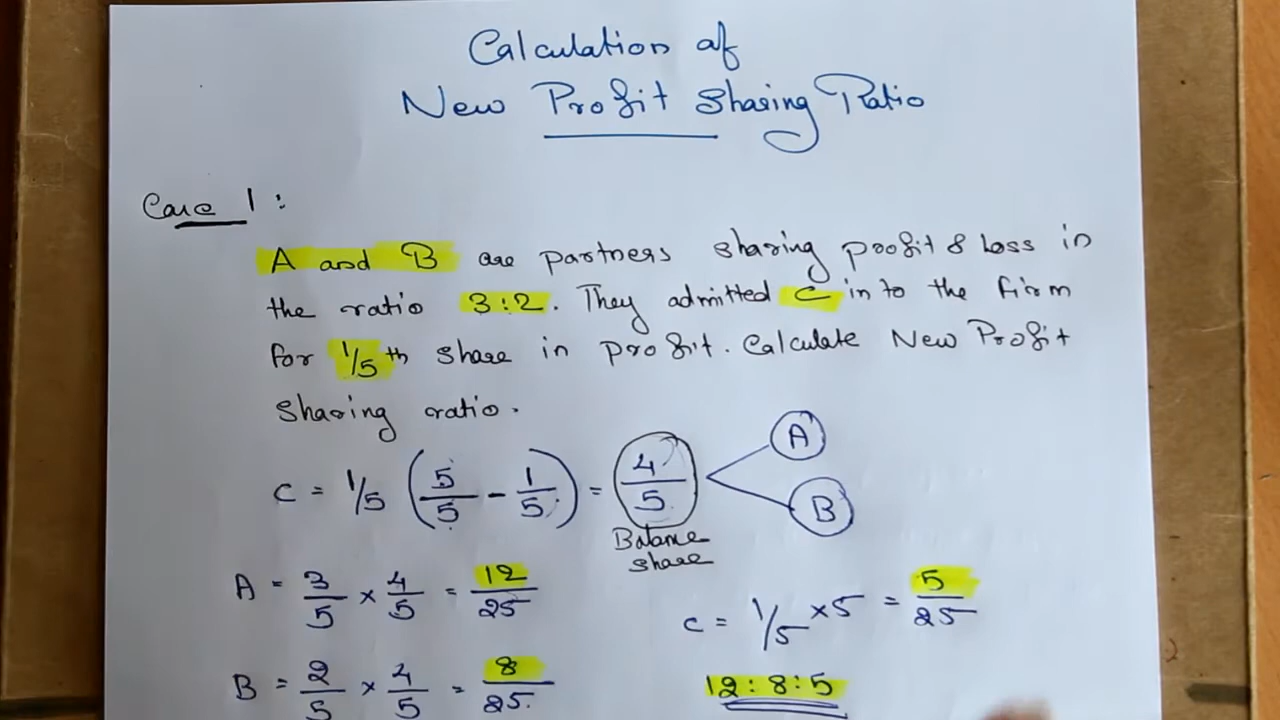 Calculation of
New Profit Sharing Ratio
Case 1 :
A and B are partners sharing profit & Loss in
the ratio 3:2. They admitted C in to the firm
for 1/5th share in profit. Calculate New Profit
Sharing ratio.
C = 1/5 (5/5 - 1/5) = 4/5 A
B
Balance
share
A = 3/5 × 4/5 = 12/25
C = 1/5 × 5 = 5/25
B = 2/5 × 4/5 = 8/25.
12:8:5